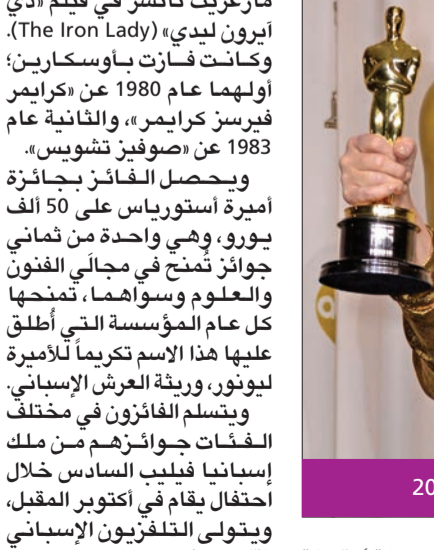 مارغريت تاتشر في فيلم «ذي
آيرون ليدي» (The Iron Lady).
وكانت فازت بأوسكارين؛
أولهما عام 1980 عن «كرايمر
فيرسز كرايمر»، والثانية عام
1983 عن «صوفيز تشويس».
ويحصل الفائز بجائزة
أميرة أستورياس على 50 ألف
يورو، وهي واحدة من ثماني
جوائز تُمنح في مجالَي الفنون
والعلوم وسواهما، تمنحها
كل عام المؤسسة التي أُطلق
عليها هذا الاسم تكريماً للأميرة
ليونور، وريثة العرش الإسباني.
ويتسلم الفائزون في مختلف
الفئات جوائزهم من ملك
إسبانيا فيليب السادس خلال
احتفال يقام في أكتوبر المقبل،
ويتولى التلفزيون الإسباني
20